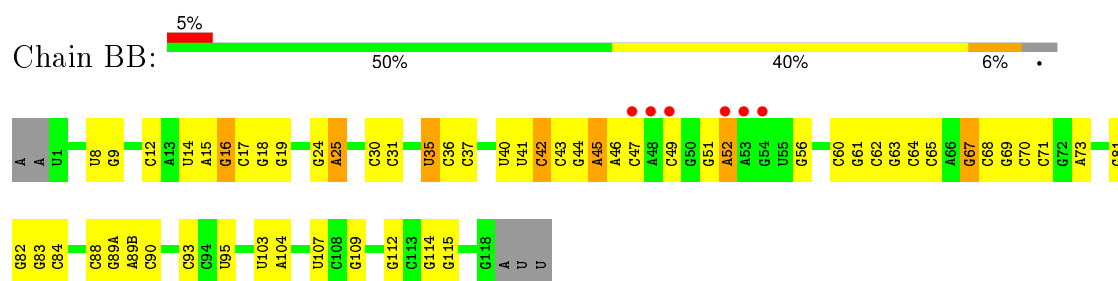 5%
Chain BB:
50% 40% 6% •
A A U1 U8 G9 C12 A13 U14 A15 G16 C17 G18 G19 G24 A25 C30 C31 U35 C36 C37 U40 U41 C42 C43 G44 A45 A46 C47 A48 C49 G50 G51 A52 A53 G54 U55 G56 C60 G61 C62 G63 C64 C65 A66 G67 C68 G69 C70 C71 G72 A73 G81
G82 G83 C84 C88 G89A A89B C90 C93 C94 U95 U103 A104 U107 C108 G109 G112 C113 G114 G115 G118 A U U